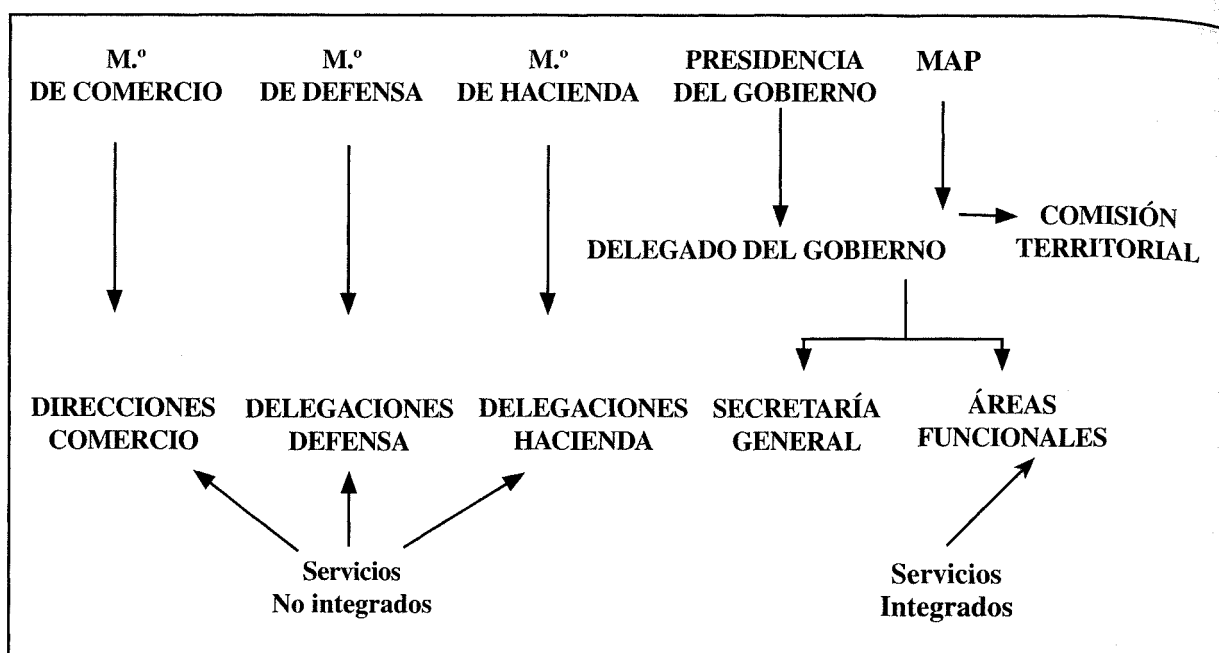 M.º
DE COMERCIO
M.º
DE DEFENSA
M.º
DE HACIENDA
PRESIDENCIA
DEL GOBIERNO
MAP
COMISIÓN
TERRITORIAL
DELEGADO DEL GOBIERNO
DIRECCIONES
COMERCIO
DELEGACIONES
DEFENSA
DELEGACIONES
HACIENDA
SECRETARÍA
GENERAL
ÁREAS
FUNCIONALES
Servicios
No integrados
Servicios
Integrados